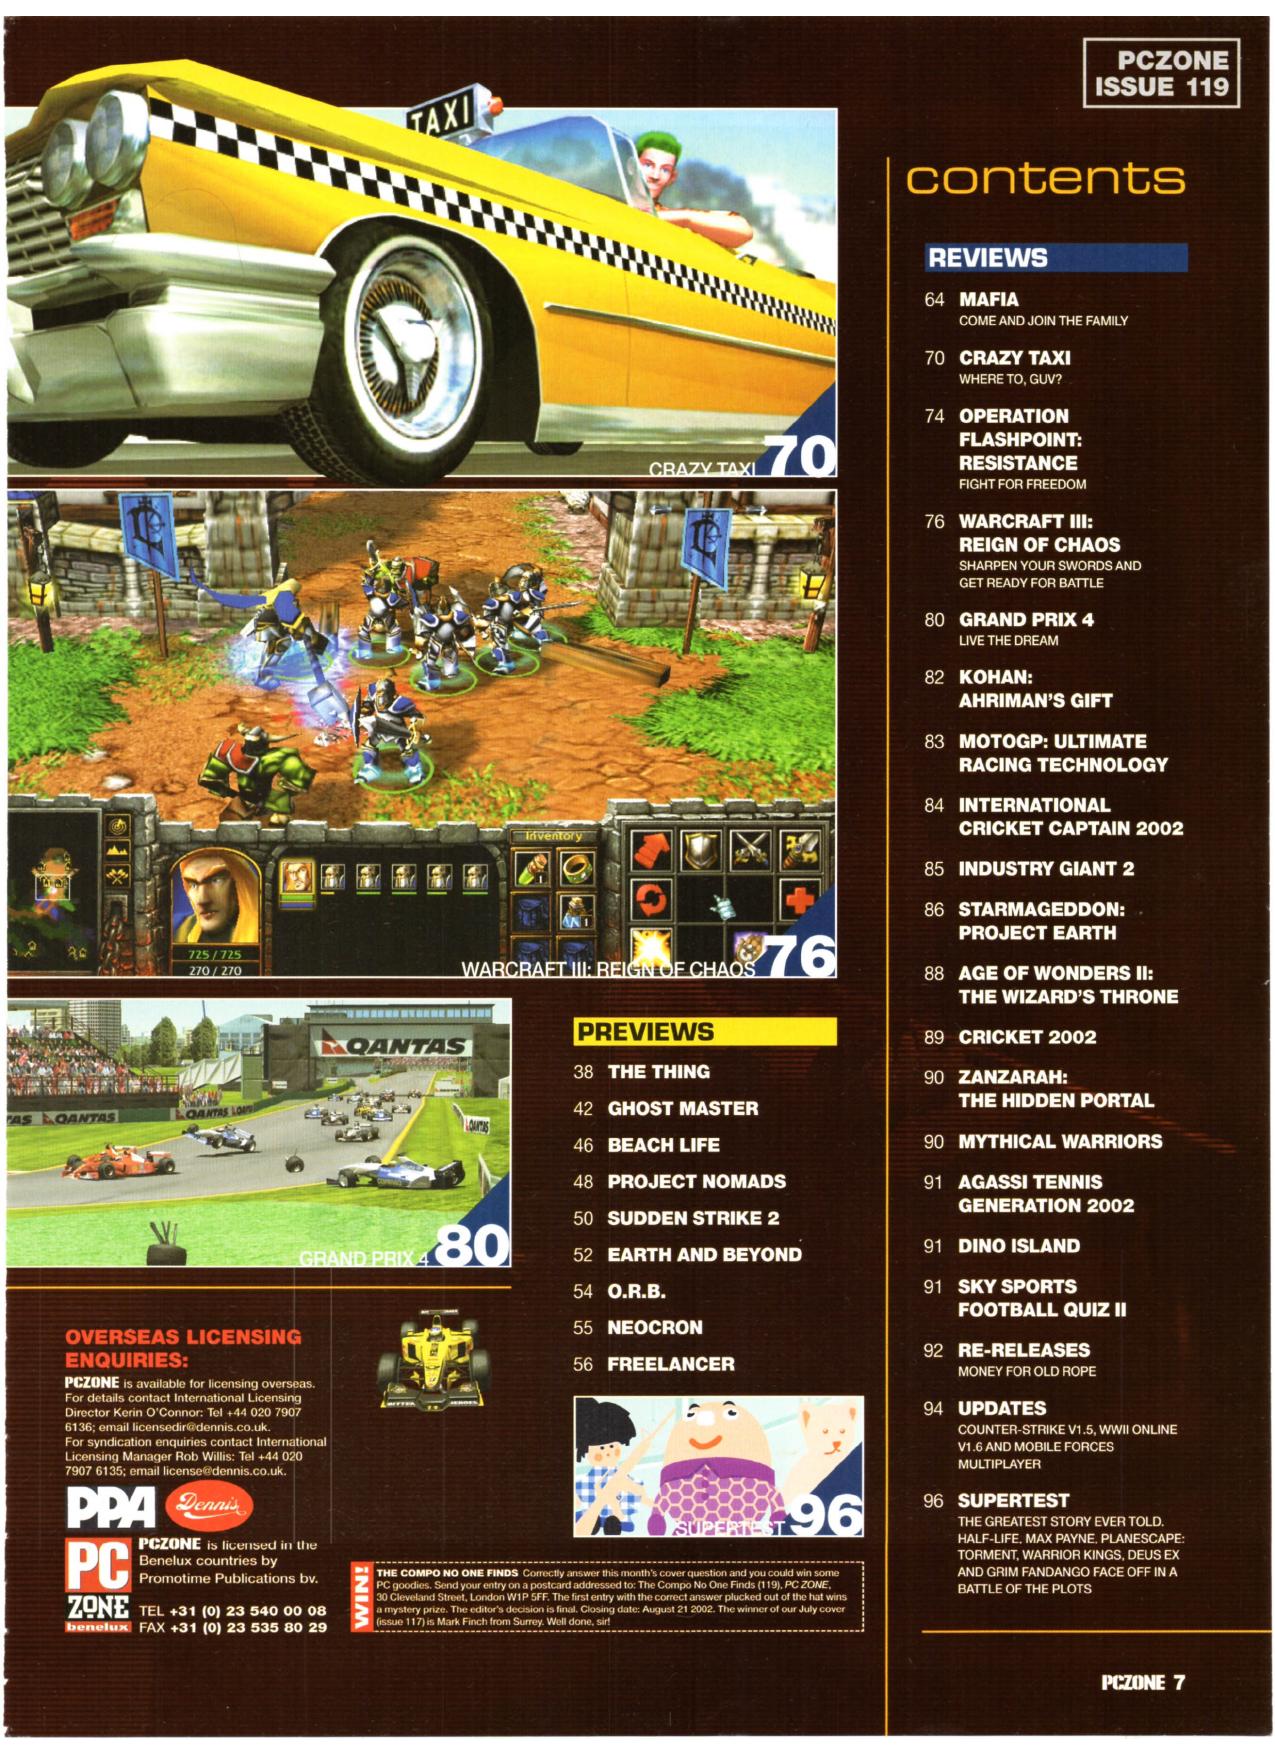 PCZONE
ISSUE 119
contents
TAXI
CRAZY TAXI 70
Inventory
725 / 725
270 / 270
WARCRAFT III: REIGN OF CHAOS 76
QANTAS
QANTAS
QANTAS
QANTAS
GRAND PRIX 4 80
REVIEWS
64 MAFIA
COME AND JOIN THE FAMILY
70 CRAZY TAXI
WHERE TO, GUV?
74 OPERATION
FLASHPOINT:
RESISTANCE
FIGHT FOR FREEDOM
76 WARCRAFT III:
REIGN OF CHAOS
SHARPEN YOUR SWORDS AND
GET READY FOR BATTLE
80 GRAND PRIX 4
LIVE THE DREAM
82 KOHAN:
AHRIMAN'S GIFT
83 MOTOGP: ULTIMATE
RACING TECHNOLOGY
84 INTERNATIONAL
CRICKET CAPTAIN 2002
85 INDUSTRY GIANT 2
86 STARMAGEDDON:
PROJECT EARTH
88 AGE OF WONDERS II:
THE WIZARD'S THRONE
89 CRICKET 2002
90 ZANZARAH:
THE HIDDEN PORTAL
90 MYTHICAL WARRIORS
91 AGASSI TENNIS
GENERATION 2002
91 DINO ISLAND
91 SKY SPORTS
FOOTBALL QUIZ II
92 RE-RELEASES
MONEY FOR OLD ROPE
94 UPDATES
COUNTER-STRIKE V1.5, WWII ONLINE
V1.6 AND MOBILE FORCES
MULTIPLAYER
96 SUPERTEST
THE GREATEST STORY EVER TOLD.
HALF-LIFE, MAX PAYNE, PLANESCAPE:
TORMENT, WARRIOR KINGS, DEUS EX
AND GRIM FANDANGO FACE OFF IN A
BATTLE OF THE PLOTS
PREVIEWS
38 THE THING
42 GHOST MASTER
46 BEACH LIFE
48 PROJECT NOMADS
50 SUDDEN STRIKE 2
52 EARTH AND BEYOND
54 O.R.B.
55 NEOCRON
56 FREELANCER
SUPERTEST 96
OVERSEAS LICENSING
ENQUIRIES:
PCZONE is available for licensing overseas.
For details contact International Licensing
Director Kerin O'Connor: Tel +44 020 7907
6136; email licensedir@dennis.co.uk.
For syndication enquiries contact International
Licensing Manager Rob Willis: Tel +44 020
7907 6135; email license@dennis.co.uk.
PPA
Dennis
PC
ZONE
benelux
PCZONE is licensed in the
Benelux countries by
Promotime Publications bv.
TEL +31 (0) 23 540 00 08
FAX +31 (0) 23 535 80 29
WIN!
THE COMPO NO ONE FINDS Correctly answer this month's cover question and you could win some
PC goodies. Send your entry on a postcard addressed to: The Compo No One Finds (119), PC ZONE,
30 Cleveland Street, London W1P 5FF. The first entry with the correct answer plucked out of the hat wins
a mystery prize. The editor's decision is final. Closing date: August 21 2002. The winner of our July cover
(issue 117) is Mark Finch from Surrey. Well done, sir!
PCZONE 7